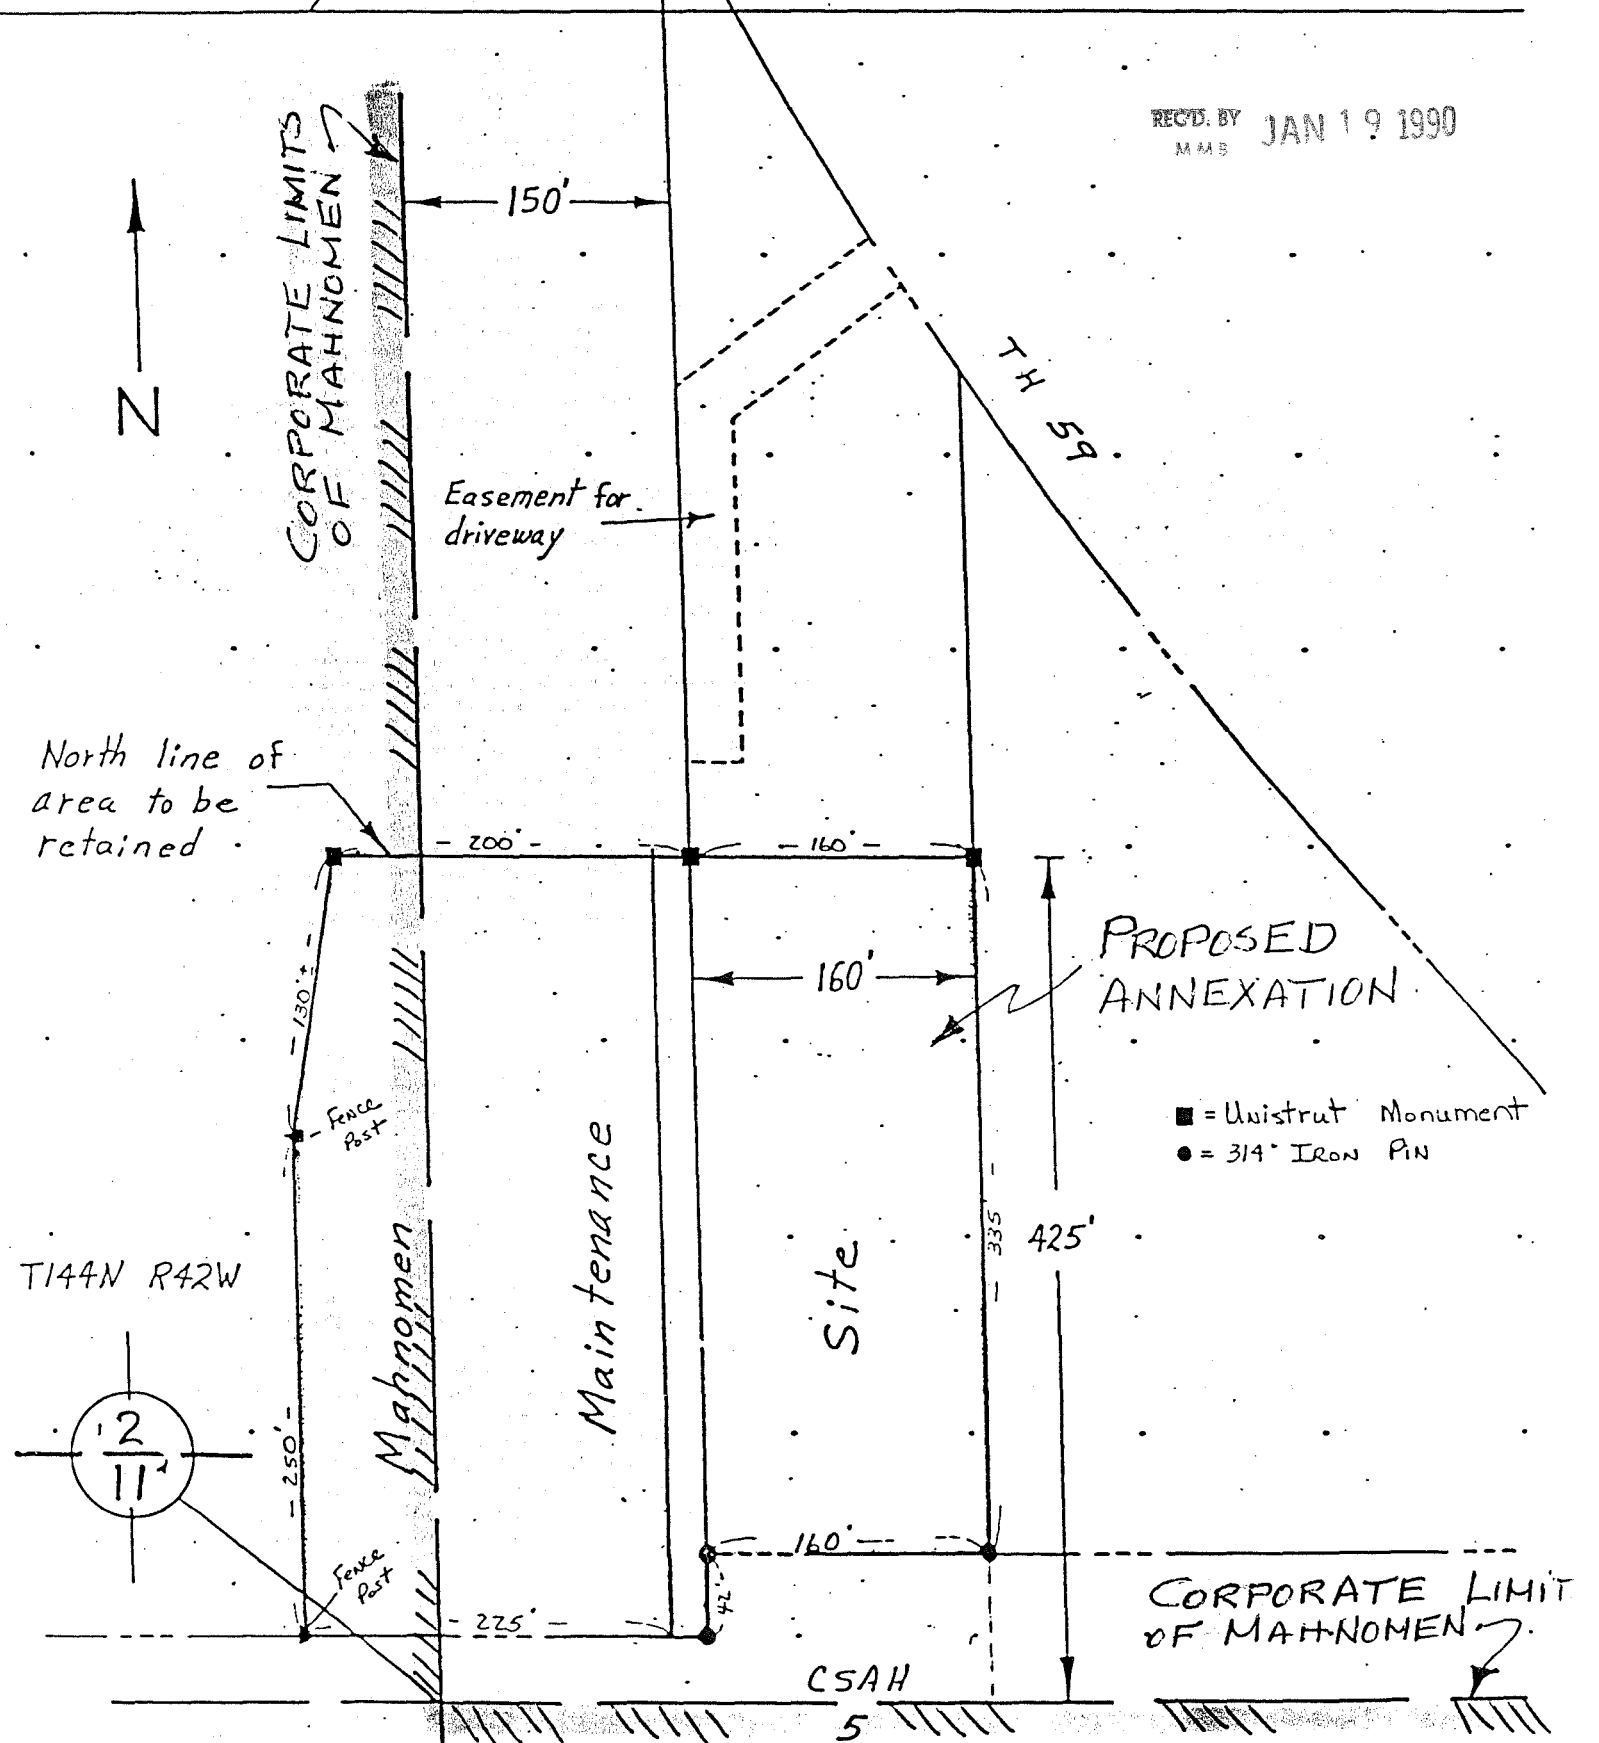 REC'D. BY JAN 19 1990
MMB
CORPORATE LIMITS
OF MAHNOMEN
150'
N
TH 59
Easement for
driveway
North line of
area to be
retained
- 200' -
- 160' -
160'
PROPOSED
ANNEXATION
- 130'± -
- Fence
Post
■ = Unistrut Monument
● = 3/4" IRON PIN
Mahnomen
Maintenance
Site
- 335' -
425'
T144N R42W
2
11
- 250' -
Fence
Post
- 160' -
42'
- 225' -
CORPORATE LIMIT
OF MAHNOMEN
CSAH
5